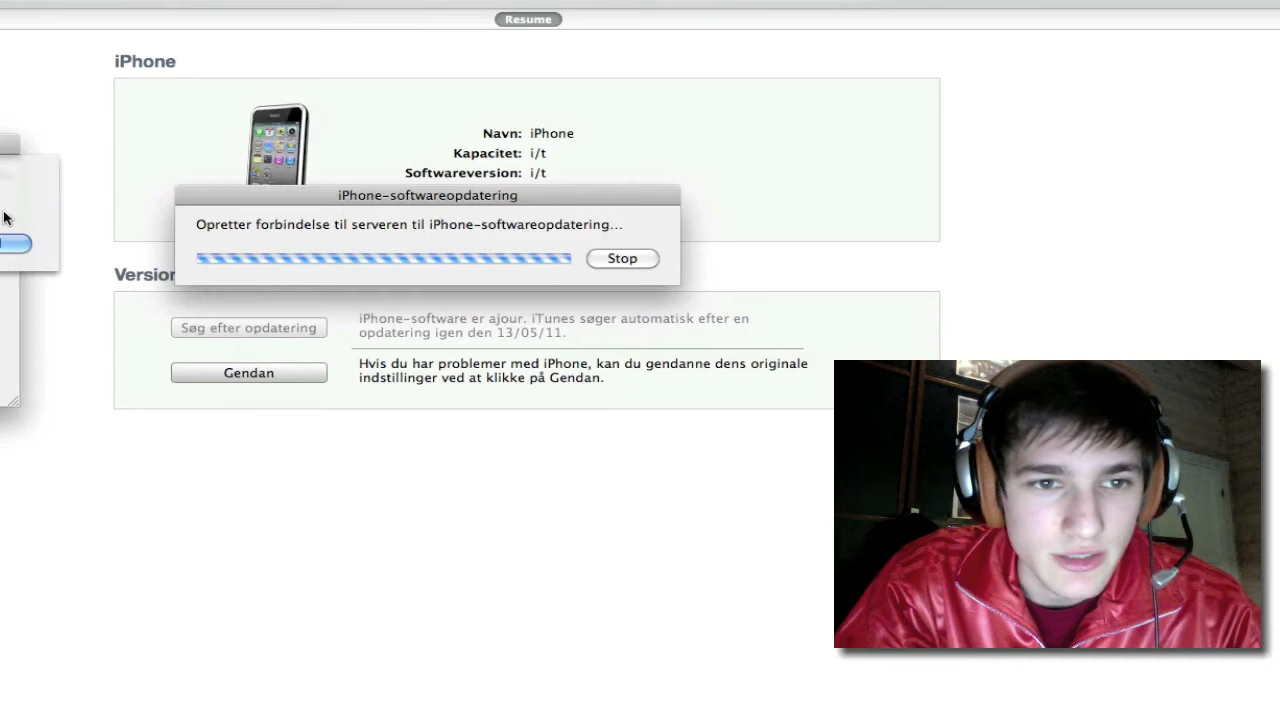 Resume
iPhone
Navn: iPhone
Kapacitet: i/t
Softwareversion: i/t
iPhone-softwareopdatering
Opretter forbindelse til serveren til iPhone-softwareopdatering...
Stop
Version
Søg efter opdatering
iPhone-software er ajour. iTunes søger automatisk efter en
opdatering igen den 13/05/11.
Gendan
Hvis du har problemer med iPhone, kan du gendanne dens originale
indstillinger ved at klikke på Gendan.